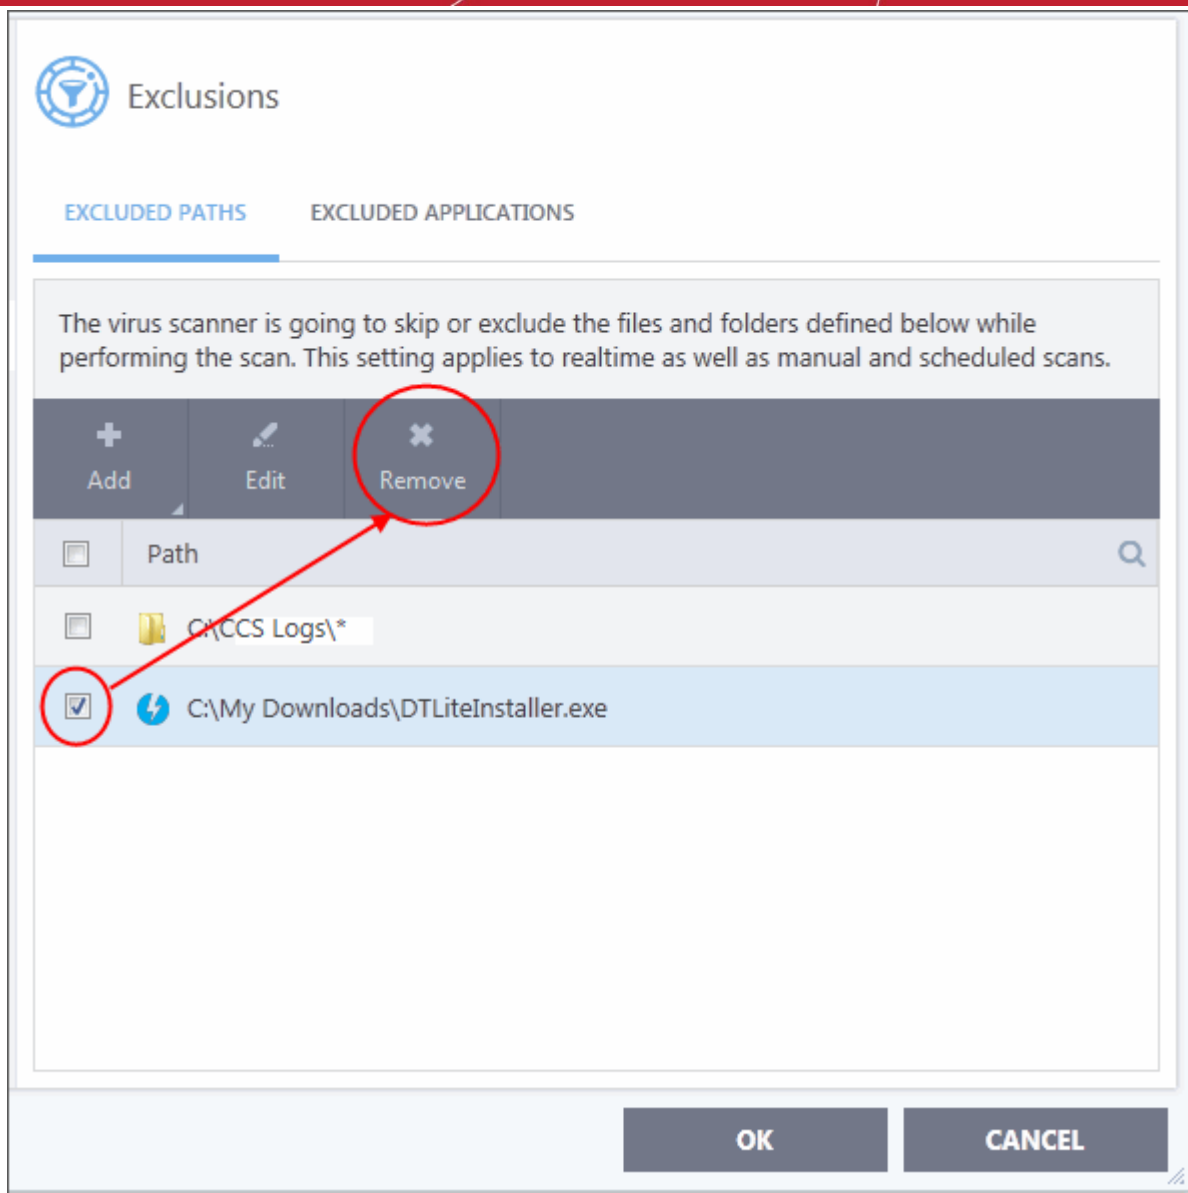 Exclusions
EXCLUDED PATHS EXCLUDED APPLICATIONS
The virus scanner is going to skip or exclude the files and folders defined below while
performing the scan. This setting applies to realtime as well as manual and scheduled scans.
Add Edit Remove
Path
C:\CCS Logs\*
C:\My Downloads\DTLiteInstaller.exe
OK CANCEL